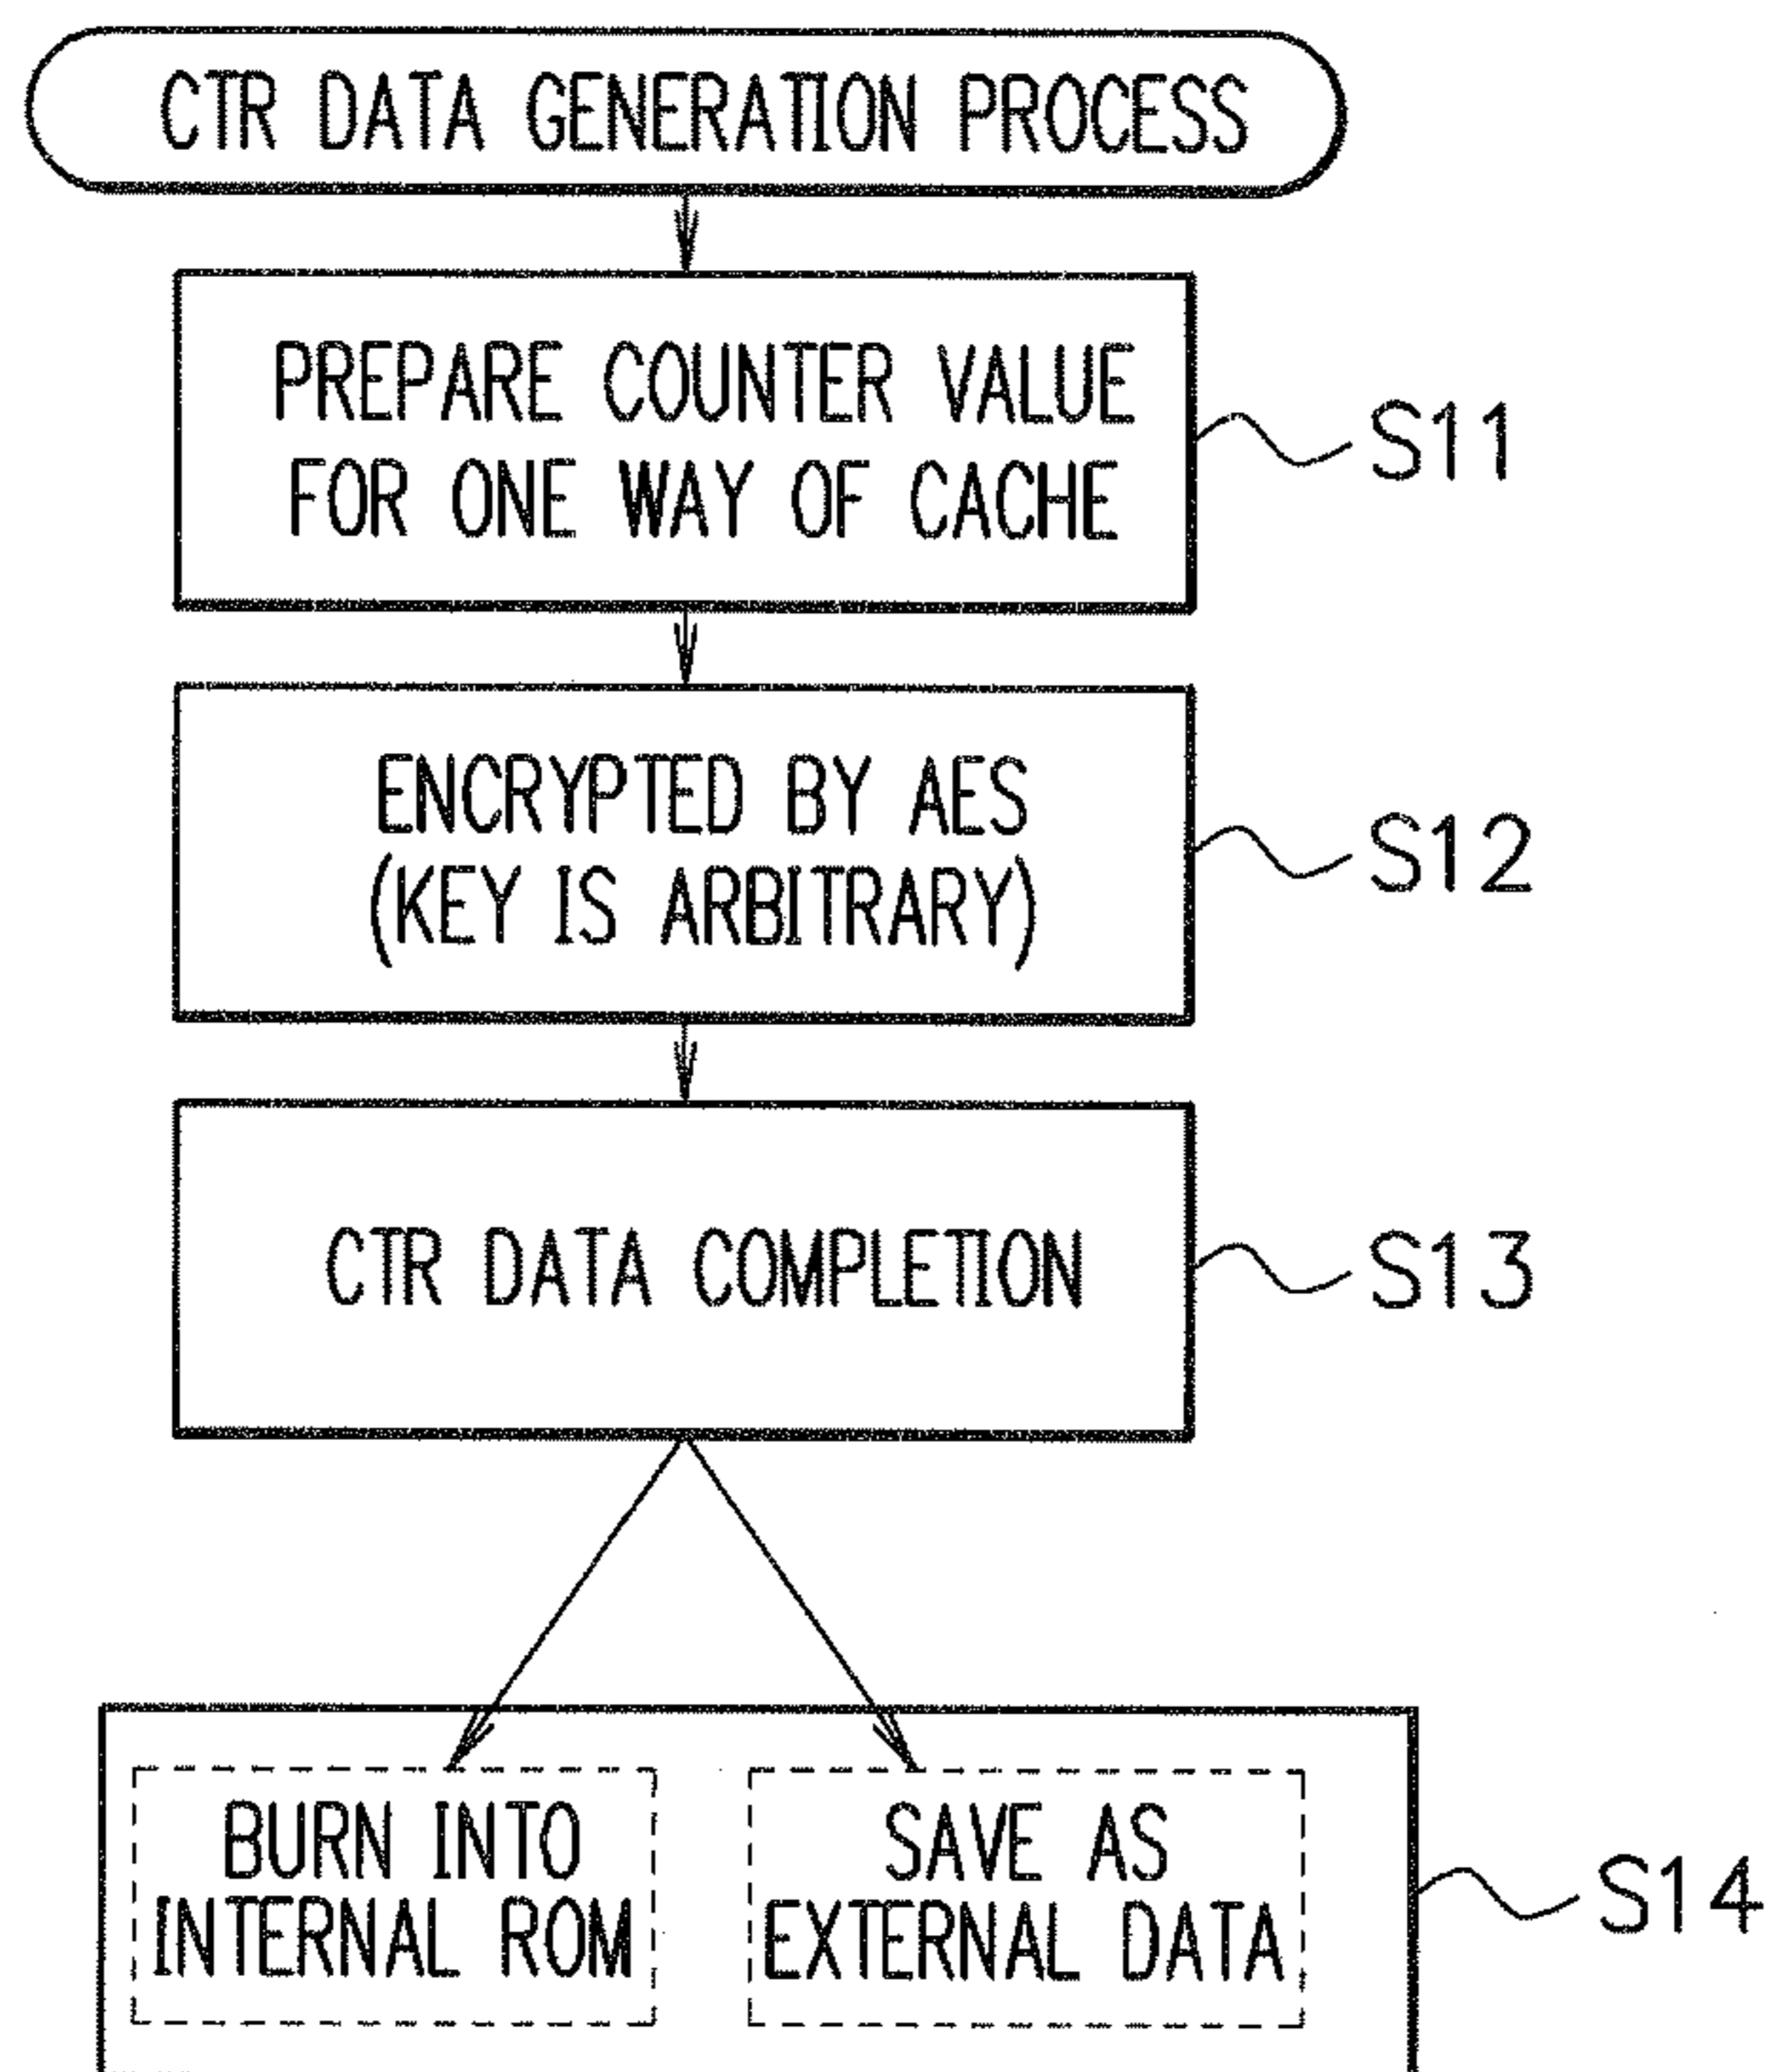 CTR DATA GENERATION PROCESS
PREPARE COUNTER VALUE
FOR ONE WAY OF CACHE
S11
ENCRYPTED BY AES
(KEY IS ARBITRARY)
S12
CTR DATA COMPLETION
S13
BURN INTO
INTERNAL ROM
SAVE AS
EXTERNAL DATA
S14